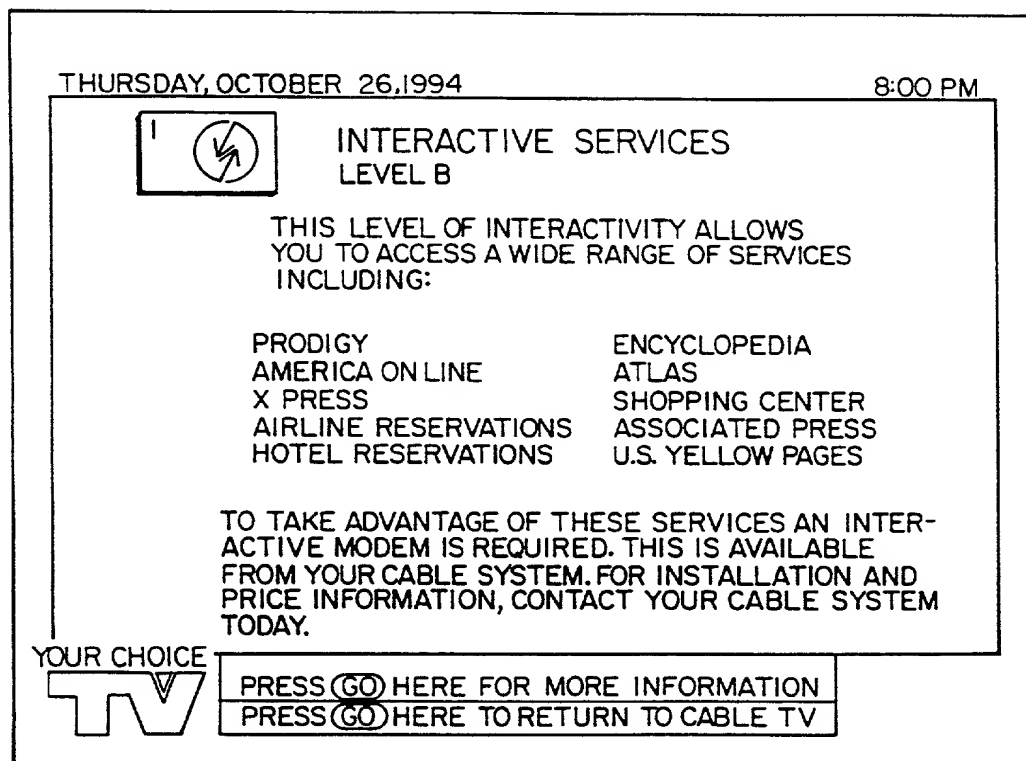 THURSDAY, OCTOBER 26, 1994 8:00 PM
1
INTERACTIVE SERVICES
LEVEL B
THIS LEVEL OF INTERACTIVITY ALLOWS
YOU TO ACCESS A WIDE RANGE OF SERVICES
INCLUDING:
PRODIGY ENCYCLOPEDIA
AMERICA ON LINE ATLAS
X PRESS SHOPPING CENTER
AIRLINE RESERVATIONS ASSOCIATED PRESS
HOTEL RESERVATIONS U.S. YELLOW PAGES
TO TAKE ADVANTAGE OF THESE SERVICES AN INTER-
ACTIVE MODEM IS REQUIRED. THIS IS AVAILABLE
FROM YOUR CABLE SYSTEM. FOR INSTALLATION AND
PRICE INFORMATION, CONTACT YOUR CABLE SYSTEM
TODAY.
YOUR CHOICE
TV
PRESS GO HERE FOR MORE INFORMATION
PRESS GO HERE TO RETURN TO CABLE TV